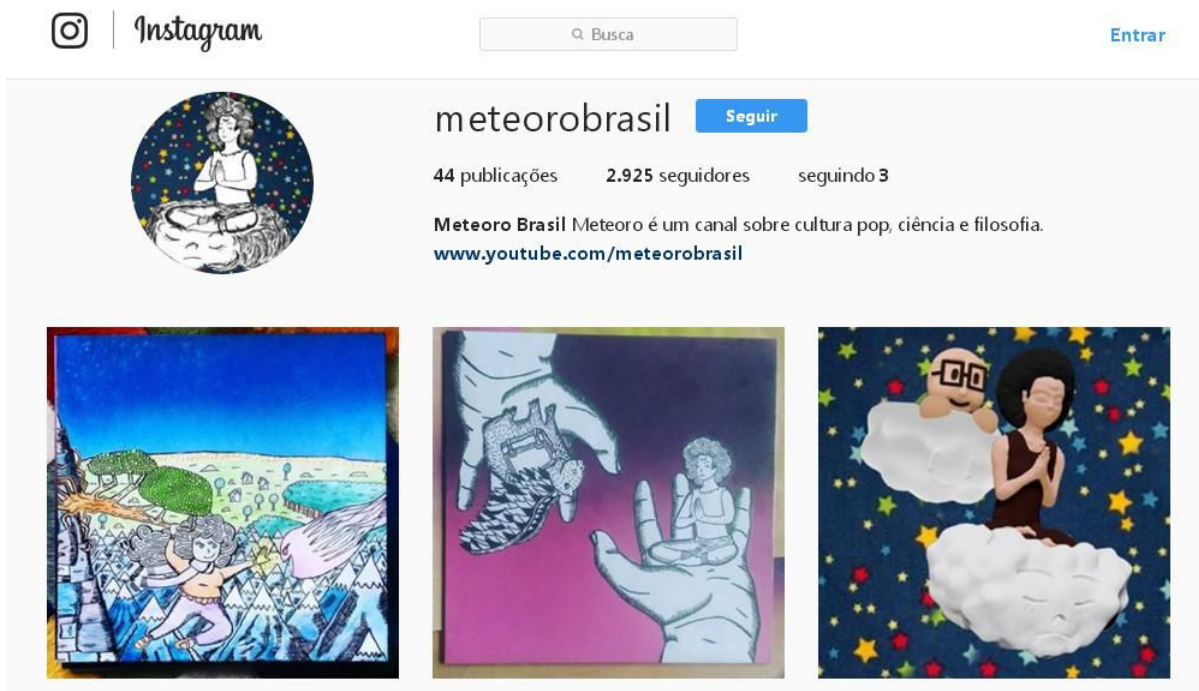 Instagram
Busca
Entrar
meteorobrasil
Seguir
44 publicações 2.925 seguidores seguindo 3
Meteoro Brasil Meteoro é um canal sobre cultura pop, ciência e filosofia.
www.youtube.com/meteorobrasil